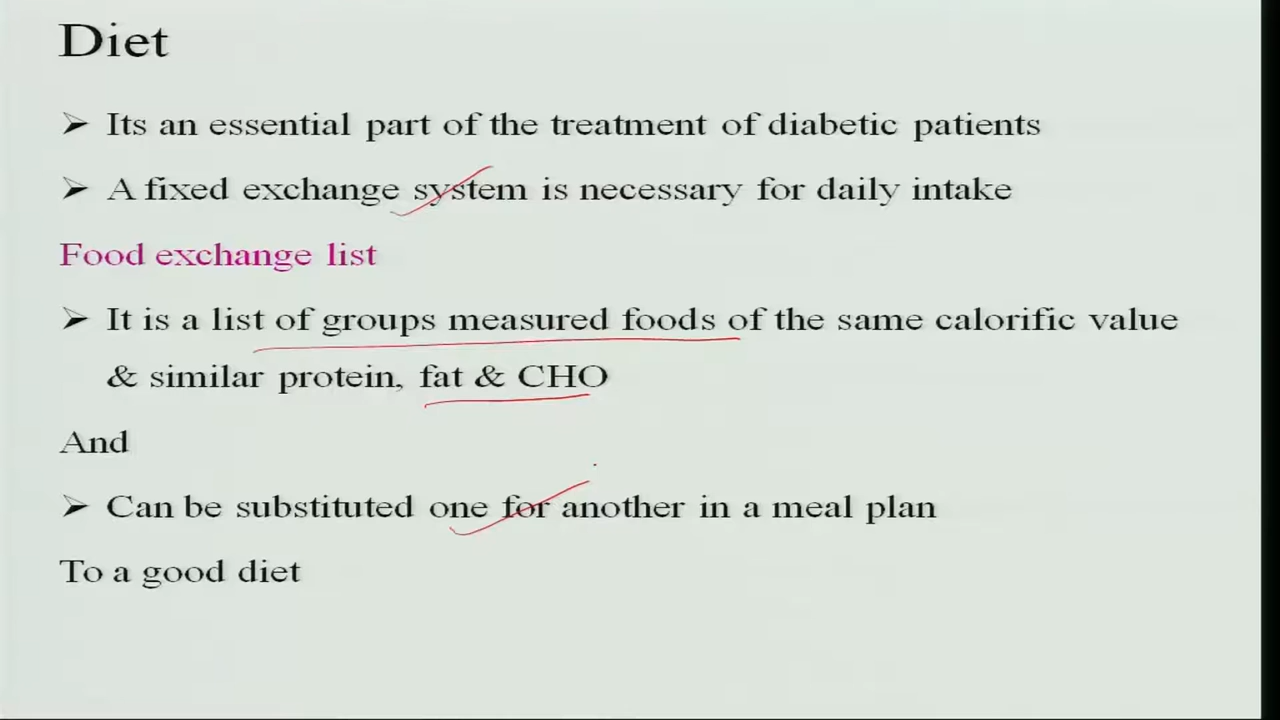 Diet
➢ Its an essential part of the treatment of diabetic patients
➢ A fixed exchange system is necessary for daily intake
Food exchange list
➢ It is a list of groups measured foods of the same calorific value
& similar protein, fat & CHO
And
➢ Can be substituted one for another in a meal plan
To a good diet